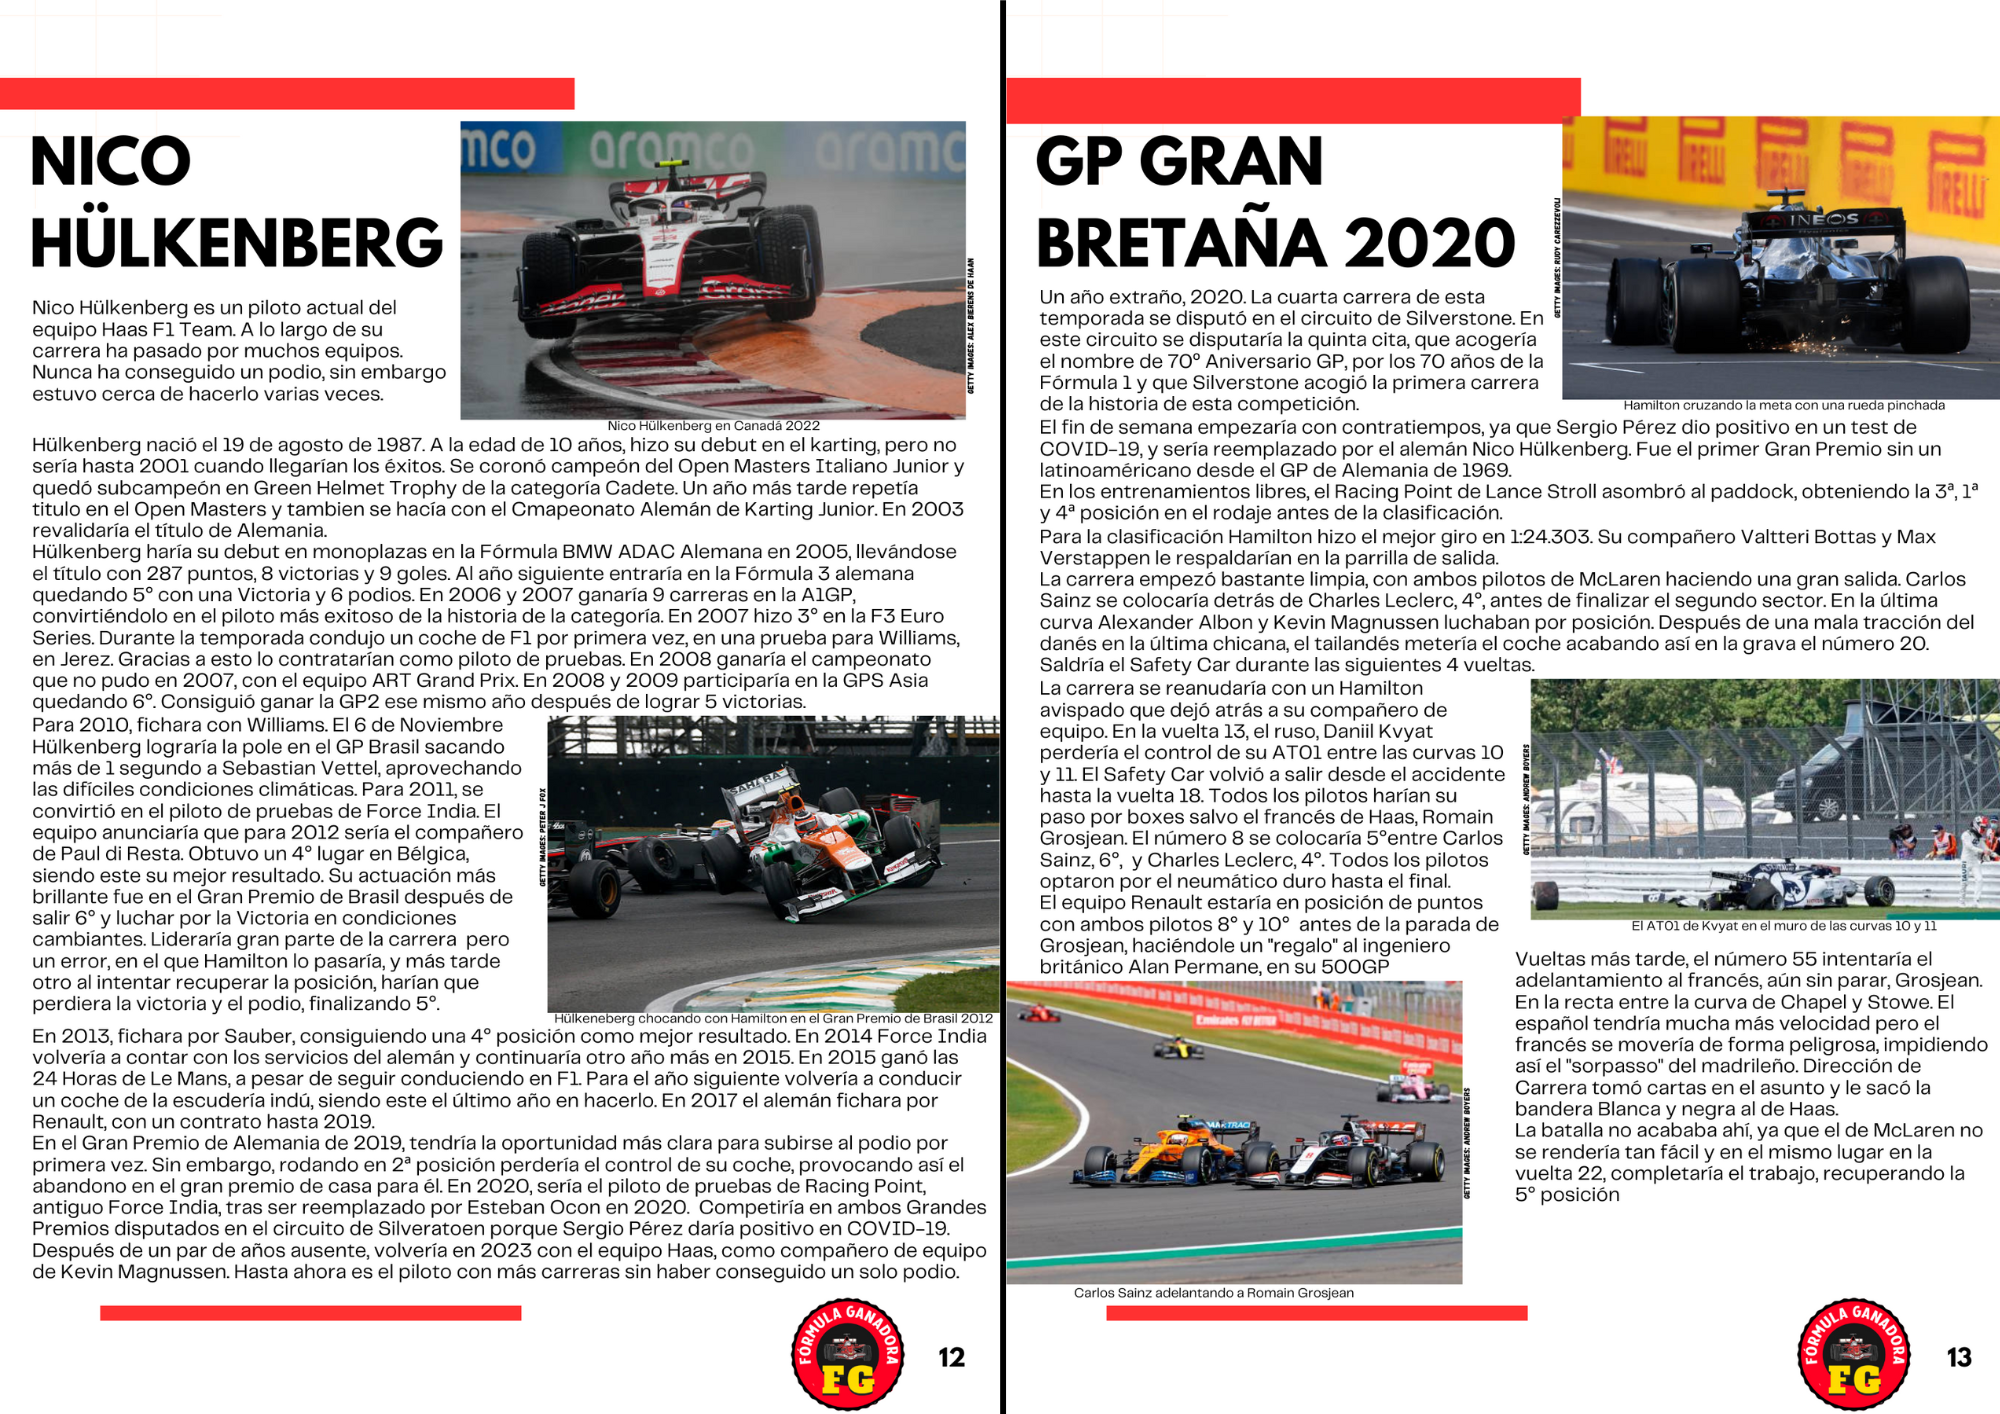 NICO
HÜLKENBERG
Nico Hülkenberg es un piloto actual del
equipo Haas F1 Team. A lo largo de su
carrera ha pasado por muchos equipos.
Nunca ha conseguido un podio, sin embargo
estuvo cerca de hacerlo varias veces.
aramco
GETTY IMAGES: ALEX BIERENS DE HAAN
Nico Hülkenberg en Canadá 2022
Hülkenberg nació el 19 de agosto de 1987. A la edad de 10 años, hizo su debut en el karting, pero no
sería hasta 2001 cuando llegarían los éxitos. Se coronó campeón del Open Masters Italiano Junior y
quedó subcampeón en Green Helmet Trophy de la categoría Cadete. Un año más tarde repetía
titulo en el Open Masters y tambien se hacía con el Cmapeonato Alemán de Karting Junior. En 2003
revalidaría el título de Alemania.
Hülkenberg haría su debut en monoplazas en la Fórmula BMW ADAC Alemana en 2005, llevándose
el título con 287 puntos, 8 victorias y 9 goles. Al año siguiente entraría en la Fórmula 3 alemana
quedando 5° con una Victoria y 6 podios. En 2006 y 2007 ganaría 9 carreras en la A1GP,
convirtiéndolo en el piloto más exitoso de la historia de la categoría. En 2007 hizo 3° en la F3 Euro
Series. Durante la temporada condujo un coche de F1 por primera vez, en una prueba para Williams,
en Jerez. Gracias a esto lo contratarían como piloto de pruebas. En 2008 ganaría el campeonato
que no pudo en 2007, con el equipo ART Grand Prix. En 2008 y 2009 participaría en la GPS Asia
quedando 6°. Consiguió ganar la GP2 ese mismo año después de lograr 5 victorias.
Para 2010, fichara con Williams. El 6 de Noviembre
Hülkenberg lograría la pole en el GP Brasil sacando
más de 1 segundo a Sebastian Vettel, aprovechando
las difíciles condiciones climáticas. Para 2011, se
convirtió en el piloto de pruebas de Force India. El
equipo anunciaría que para 2012 sería el compañero
de Paul di Resta. Obtuvo un 4° lugar en Bélgica,
siendo este su mejor resultado. Su actuación más
brillante fue en el Gran Premio de Brasil después de
salir 6° y luchar por la Victoria en condiciones
cambiantes. Lideraría gran parte de la carrera pero
un error, en el que Hamilton lo pasaría, y más tarde
otro al intentar recuperar la posición, harían que
perdiera la victoria y el podio, finalizando 5°.
GETTY IMAGES: PETER J FOX
SAHARA
Hülkeneberg chocando con Hamilton en el Gran Premio de Brasil 2012
En 2013, fichara por Sauber, consiguiendo una 4° posición como mejor resultado. En 2014 Force India
volvería a contar con los servicios del alemán y continuaría otro año más en 2015. En 2015 ganó las
24 Horas de Le Mans, a pesar de seguir conduciendo en F1. Para el año siguiente volvería a conducir
un coche de la escudería indú, siendo este el último año en hacerlo. En 2017 el alemán fichara por
Renault, con un contrato hasta 2019.
En el Gran Premio de Alemania de 2019, tendría la oportunidad más clara para subirse al podio por
primera vez. Sin embargo, rodando en 2ª posición perdería el control de su coche, provocando así el
abandono en el gran premio de casa para él. En 2020, sería el piloto de pruebas de Racing Point,
antiguo Force India, tras ser reemplazado por Esteban Ocon en 2020. Competiría en ambos Grandes
Premios disputados en el circuito de Silveratoen porque Sergio Pérez daría positivo en COVID-19.
Después de un par de años ausente, volvería en 2023 con el equipo Haas, como compañero de equipo
de Kevin Magnussen. Hasta ahora es el piloto con más carreras sin haber conseguido un solo podio.
FÓRMULA GANADORA
FG
12
GP GRAN
BRETAÑA 2020
Un año extraño, 2020. La cuarta carrera de esta
temporada se disputó en el circuito de Silverstone. En
este circuito se disputaría la quinta cita, que acogería
el nombre de 70° Aniversario GP, por los 70 años de la
Fórmula 1 y que Silverstone acogió la primera carrera
de la historia de esta competición.
GETTY IMAGES: RUDY CAREZZEVOLI
PIRELLI
INEOS
Hamilton cruzando la meta con una rueda pinchada
El fin de semana empezaría con contratiempos, ya que Sergio Pérez dio positivo en un test de
COVID-19, y sería reemplazado por el alemán Nico Hülkenberg. Fue el primer Gran Premio sin un
latinoaméricano desde el GP de Alemania de 1969.
En los entrenamientos libres, el Racing Point de Lance Stroll asombró al paddock, obteniendo la 3ª, 1ª
y 4ª posición en el rodaje antes de la clasificación.
Para la clasificación Hamilton hizo el mejor giro en 1:24.303. Su compañero Valtteri Bottas y Max
Verstappen le respaldarían en la parrilla de salida.
La carrera empezó bastante limpia, con ambos pilotos de McLaren haciendo una gran salida. Carlos
Sainz se colocaría detrás de Charles Leclerc, 4°, antes de finalizar el segundo sector. En la última
curva Alexander Albon y Kevin Magnussen luchaban por posición. Después de una mala tracción del
danés en la última chicana, el tailandés metería el coche acabando así en la grava el número 20.
Saldría el Safety Car durante las siguientes 4 vueltas.
La carrera se reanudaría con un Hamilton
avispado que dejó atrás a su compañero de
equipo. En la vuelta 13, el ruso, Daniil Kvyat
perdería el control de su AT01 entre las curvas 10
y 11. El Safety Car volvió a salir desde el accidente
hasta la vuelta 18. Todos los pilotos harían su
paso por boxes salvo el francés de Haas, Romain
Grosjean. El número 8 se colocaría 5°entre Carlos
Sainz, 6°, y Charles Leclerc, 4°. Todos los pilotos
optaron por el neumático duro hasta el final.
El equipo Renault estaría en posición de puntos
con ambos pilotos 8° y 10° antes de la parada de
Grosjean, haciéndole un "regalo" al ingeniero
británico Alan Permane, en su 500GP
GETTY IMAGES: ANDREW BOYERS
El AT01 de Kvyat en el muro de las curvas 10 y 11
Vueltas más tarde, el número 55 intentaría el
adelantamiento al francés, aún sin parar, Grosjean.
En la recta entre la curva de Chapel y Stowe. El
español tendría mucha más velocidad pero el
francés se movería de forma peligrosa, impidiendo
así el "sorpasso" del madrileño. Dirección de
Carrera tomó cartas en el asunto y le sacó la
bandera Blanca y negra al de Haas.
La batalla no acababa ahí, ya que el de McLaren no
se rendería tan fácil y en el mismo lugar en la
vuelta 22, completaría el trabajo, recuperando la
5° posición
Emirates
GETTY IMAGES: ANDREW BOYERS
Carlos Sainz adelantando a Romain Grosjean
FÓRMULA GANADORA
FG
13